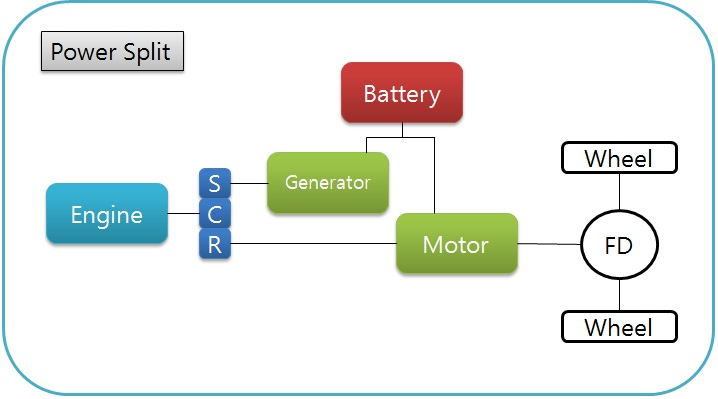 Power Split
Battery
Wheel
Generator
S
Engine
C
R
Motor
FD
Wheel